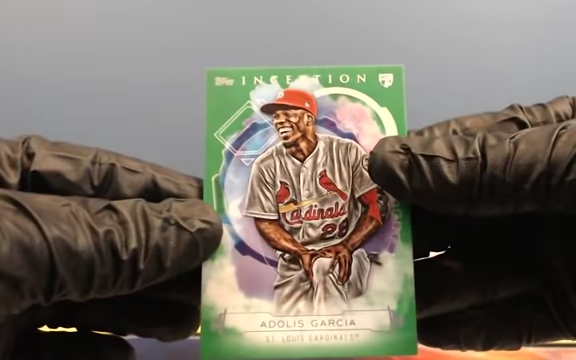 Topps INCEPTION RC
Cardinals
28
ADOLIS GARCIA
ST. LOUIS CARDINALS®